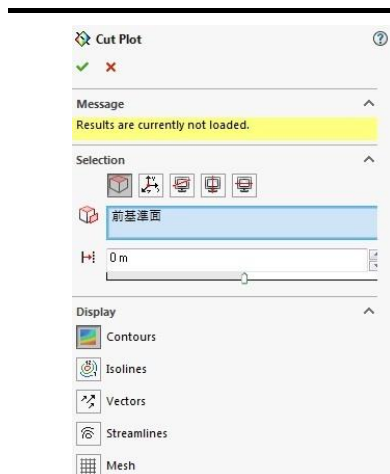 Cut Plot
Message
Results are currently not loaded.
Selection
前基準面
0 m
Display
Contours
Isolines
Vectors
Streamlines
Mesh